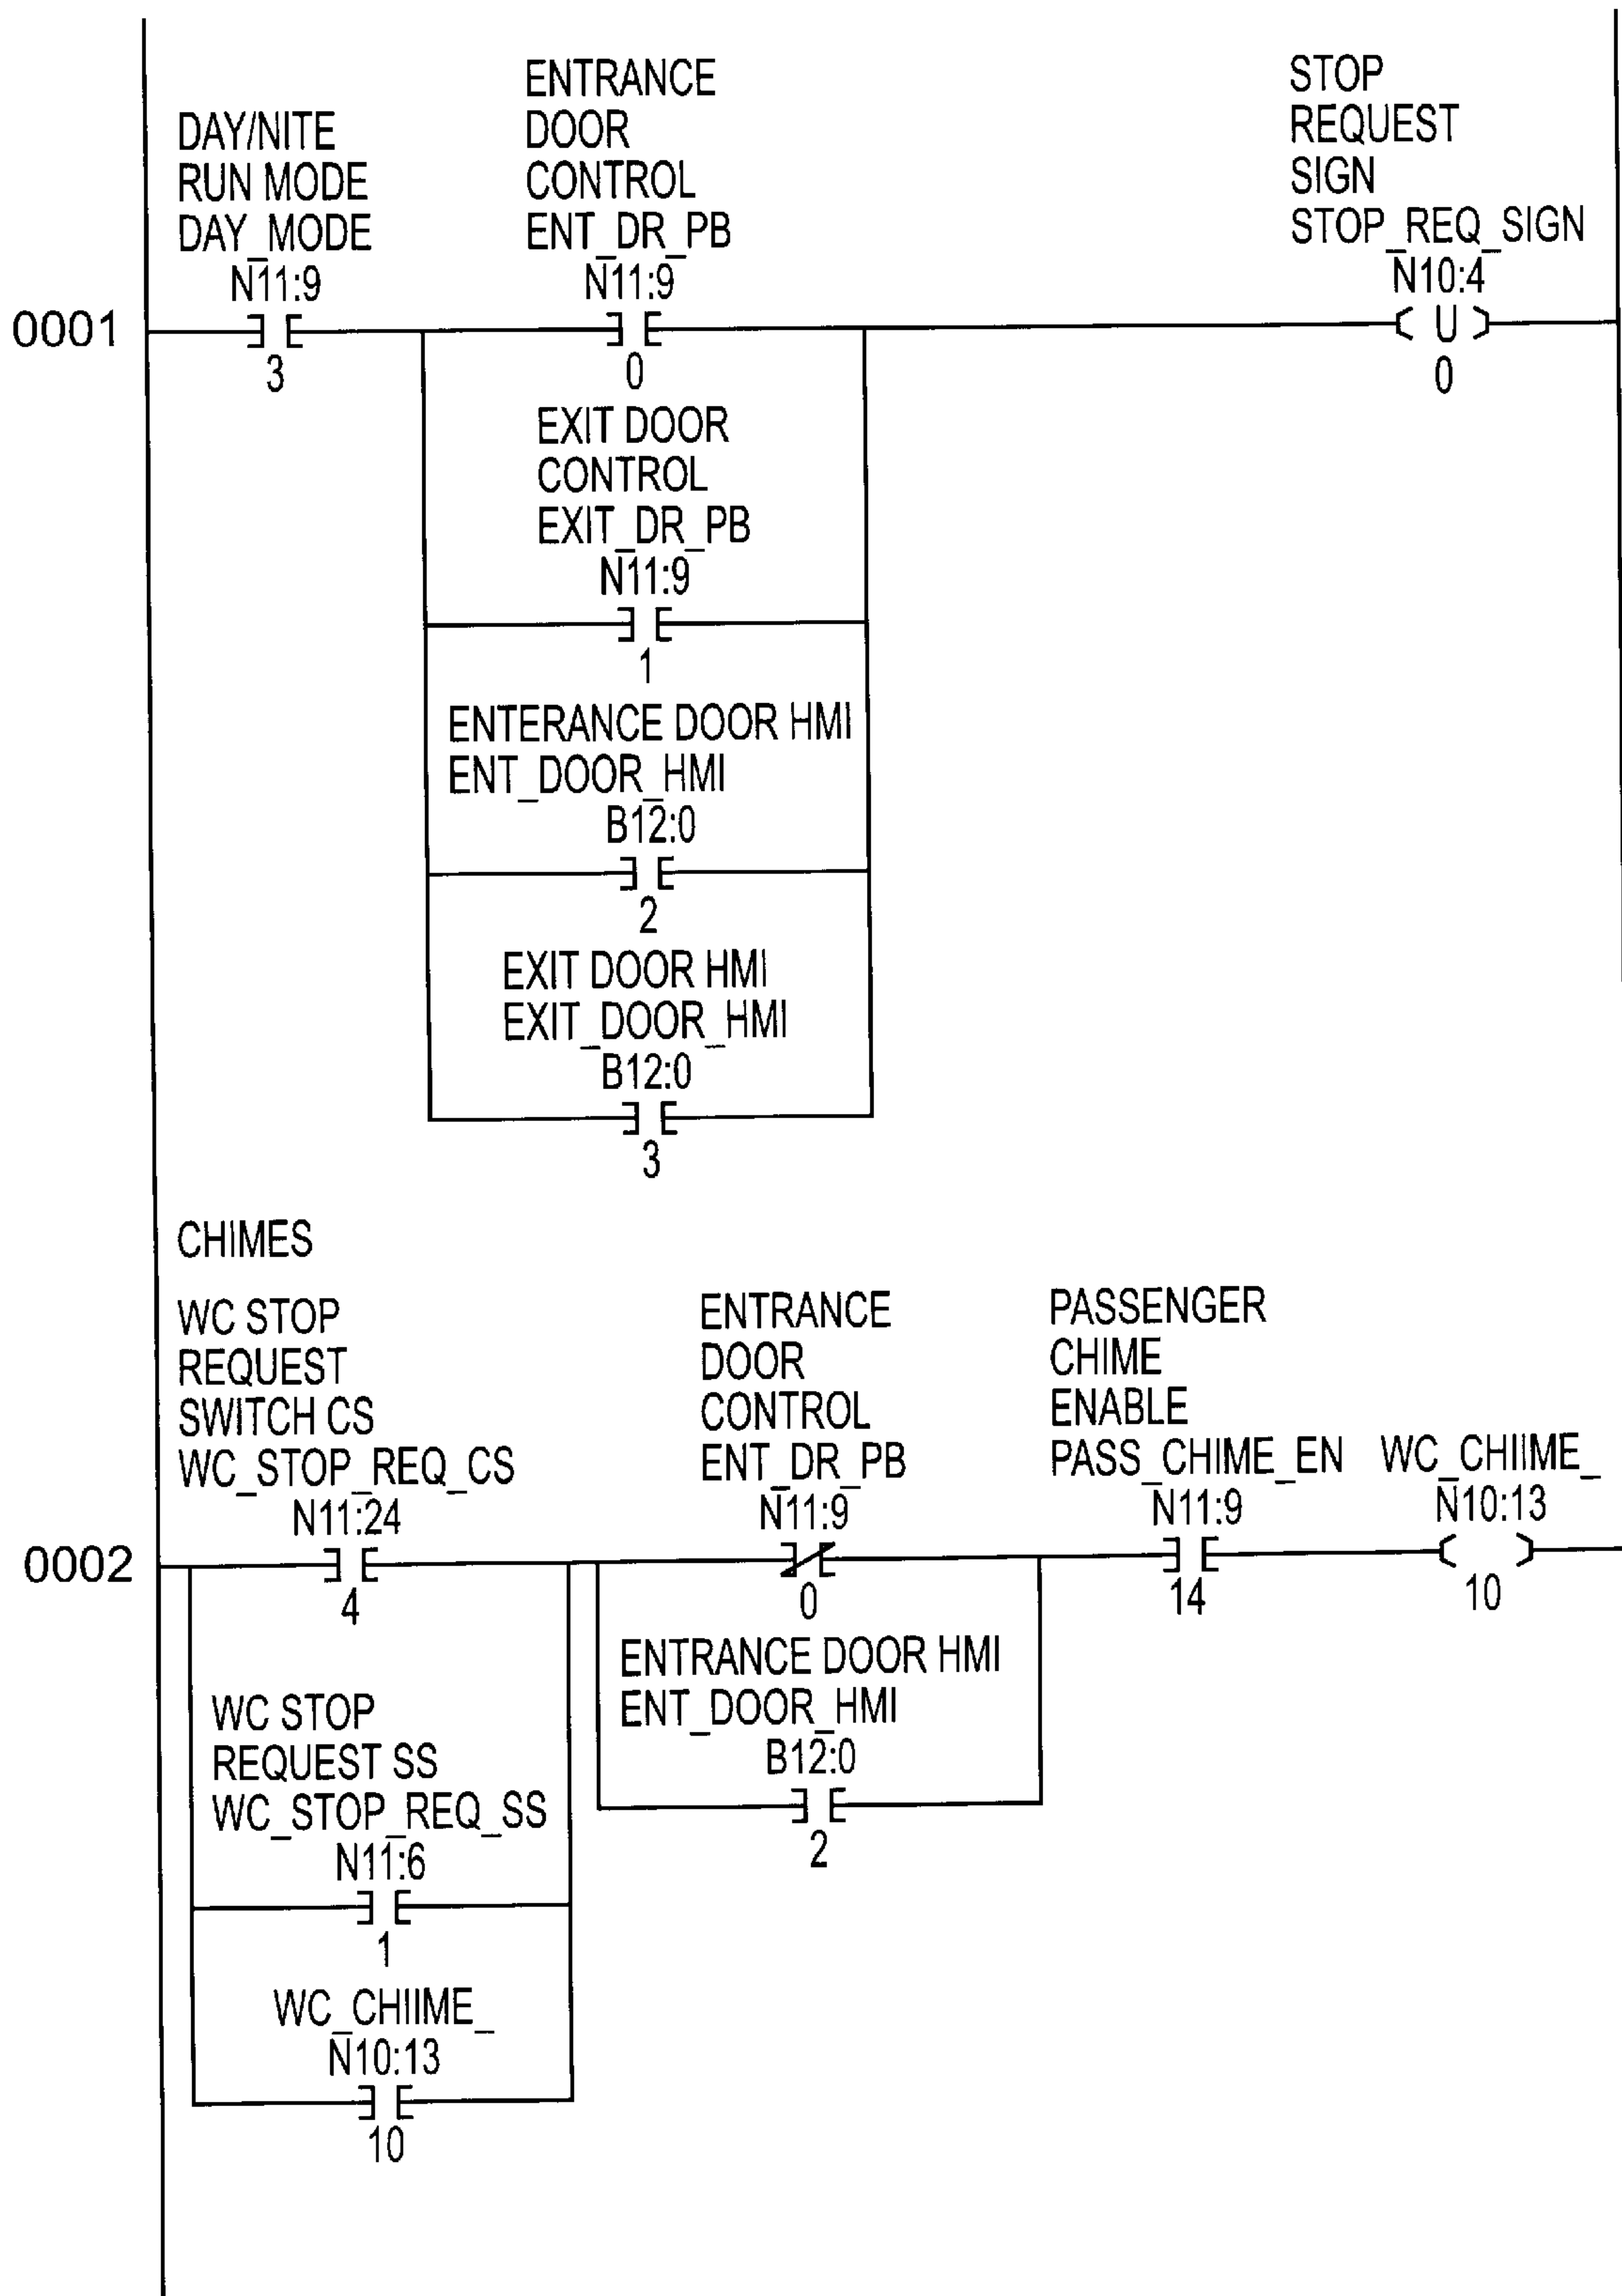 DAY/NITE
RUN MODE
DAY_MODE
N11:9
3
ENTRANCE
DOOR
CONTROL
ENT_DR_PB
N11:9
0
STOP
REQUEST
SIGN
STOP_REQ_SIGN
N10:4
U
0
0001
EXIT DOOR
CONTROL
EXIT_DR_PB
N11:9
1
ENTERANCE DOOR HMI
ENT_DOOR_HMI
B12:0
2
EXIT DOOR HMI
EXIT_DOOR_HMI
B12:0
3
CHIMES
WC STOP
REQUEST
SWITCH CS
WC_STOP_REQ_CS
N11:24
4
ENTRANCE
DOOR
CONTROL
ENT_DR_PB
N11:9
0
PASSENGER
CHIME
ENABLE
PASS_CHIME_EN
N11:9
14
WC_CHIIME_
N10:13
10
0002
WC STOP
REQUEST SS
WC_STOP_REQ_SS
N11:6
1
ENTRANCE DOOR HMI
ENT_DOOR_HMI
B12:0
2
WC_CHIIME_
N10:13
10